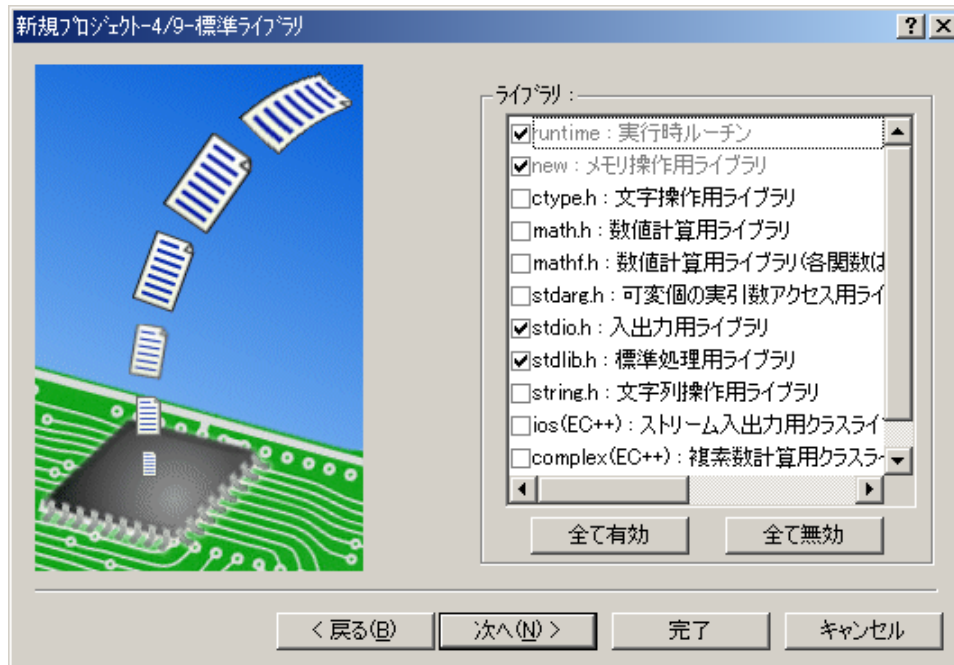 新規プロジェクト-4/9-標準ライブラリ
ライブラリ：
runtime : 実行時ルーチン
new : メモリ操作用ライブラリ
ctype.h : 文字操作用ライブラリ
math.h : 数値計算用ライブラリ
mathf.h : 数値計算用ライブラリ(各関数は
stdarg.h : 可変個の実引数アクセス用ライ
stdio.h : 入出力用ライブラリ
stdlib.h : 標準処理用ライブラリ
string.h : 文字列操作用ライブラリ
ios(EC++) : ストリーム入出力用クラスライ
complex(EC++) : 複素数計算用クラスラ
全て有効 全て無効
< 戻る(B) 次へ(N) > 完了 キャンセル